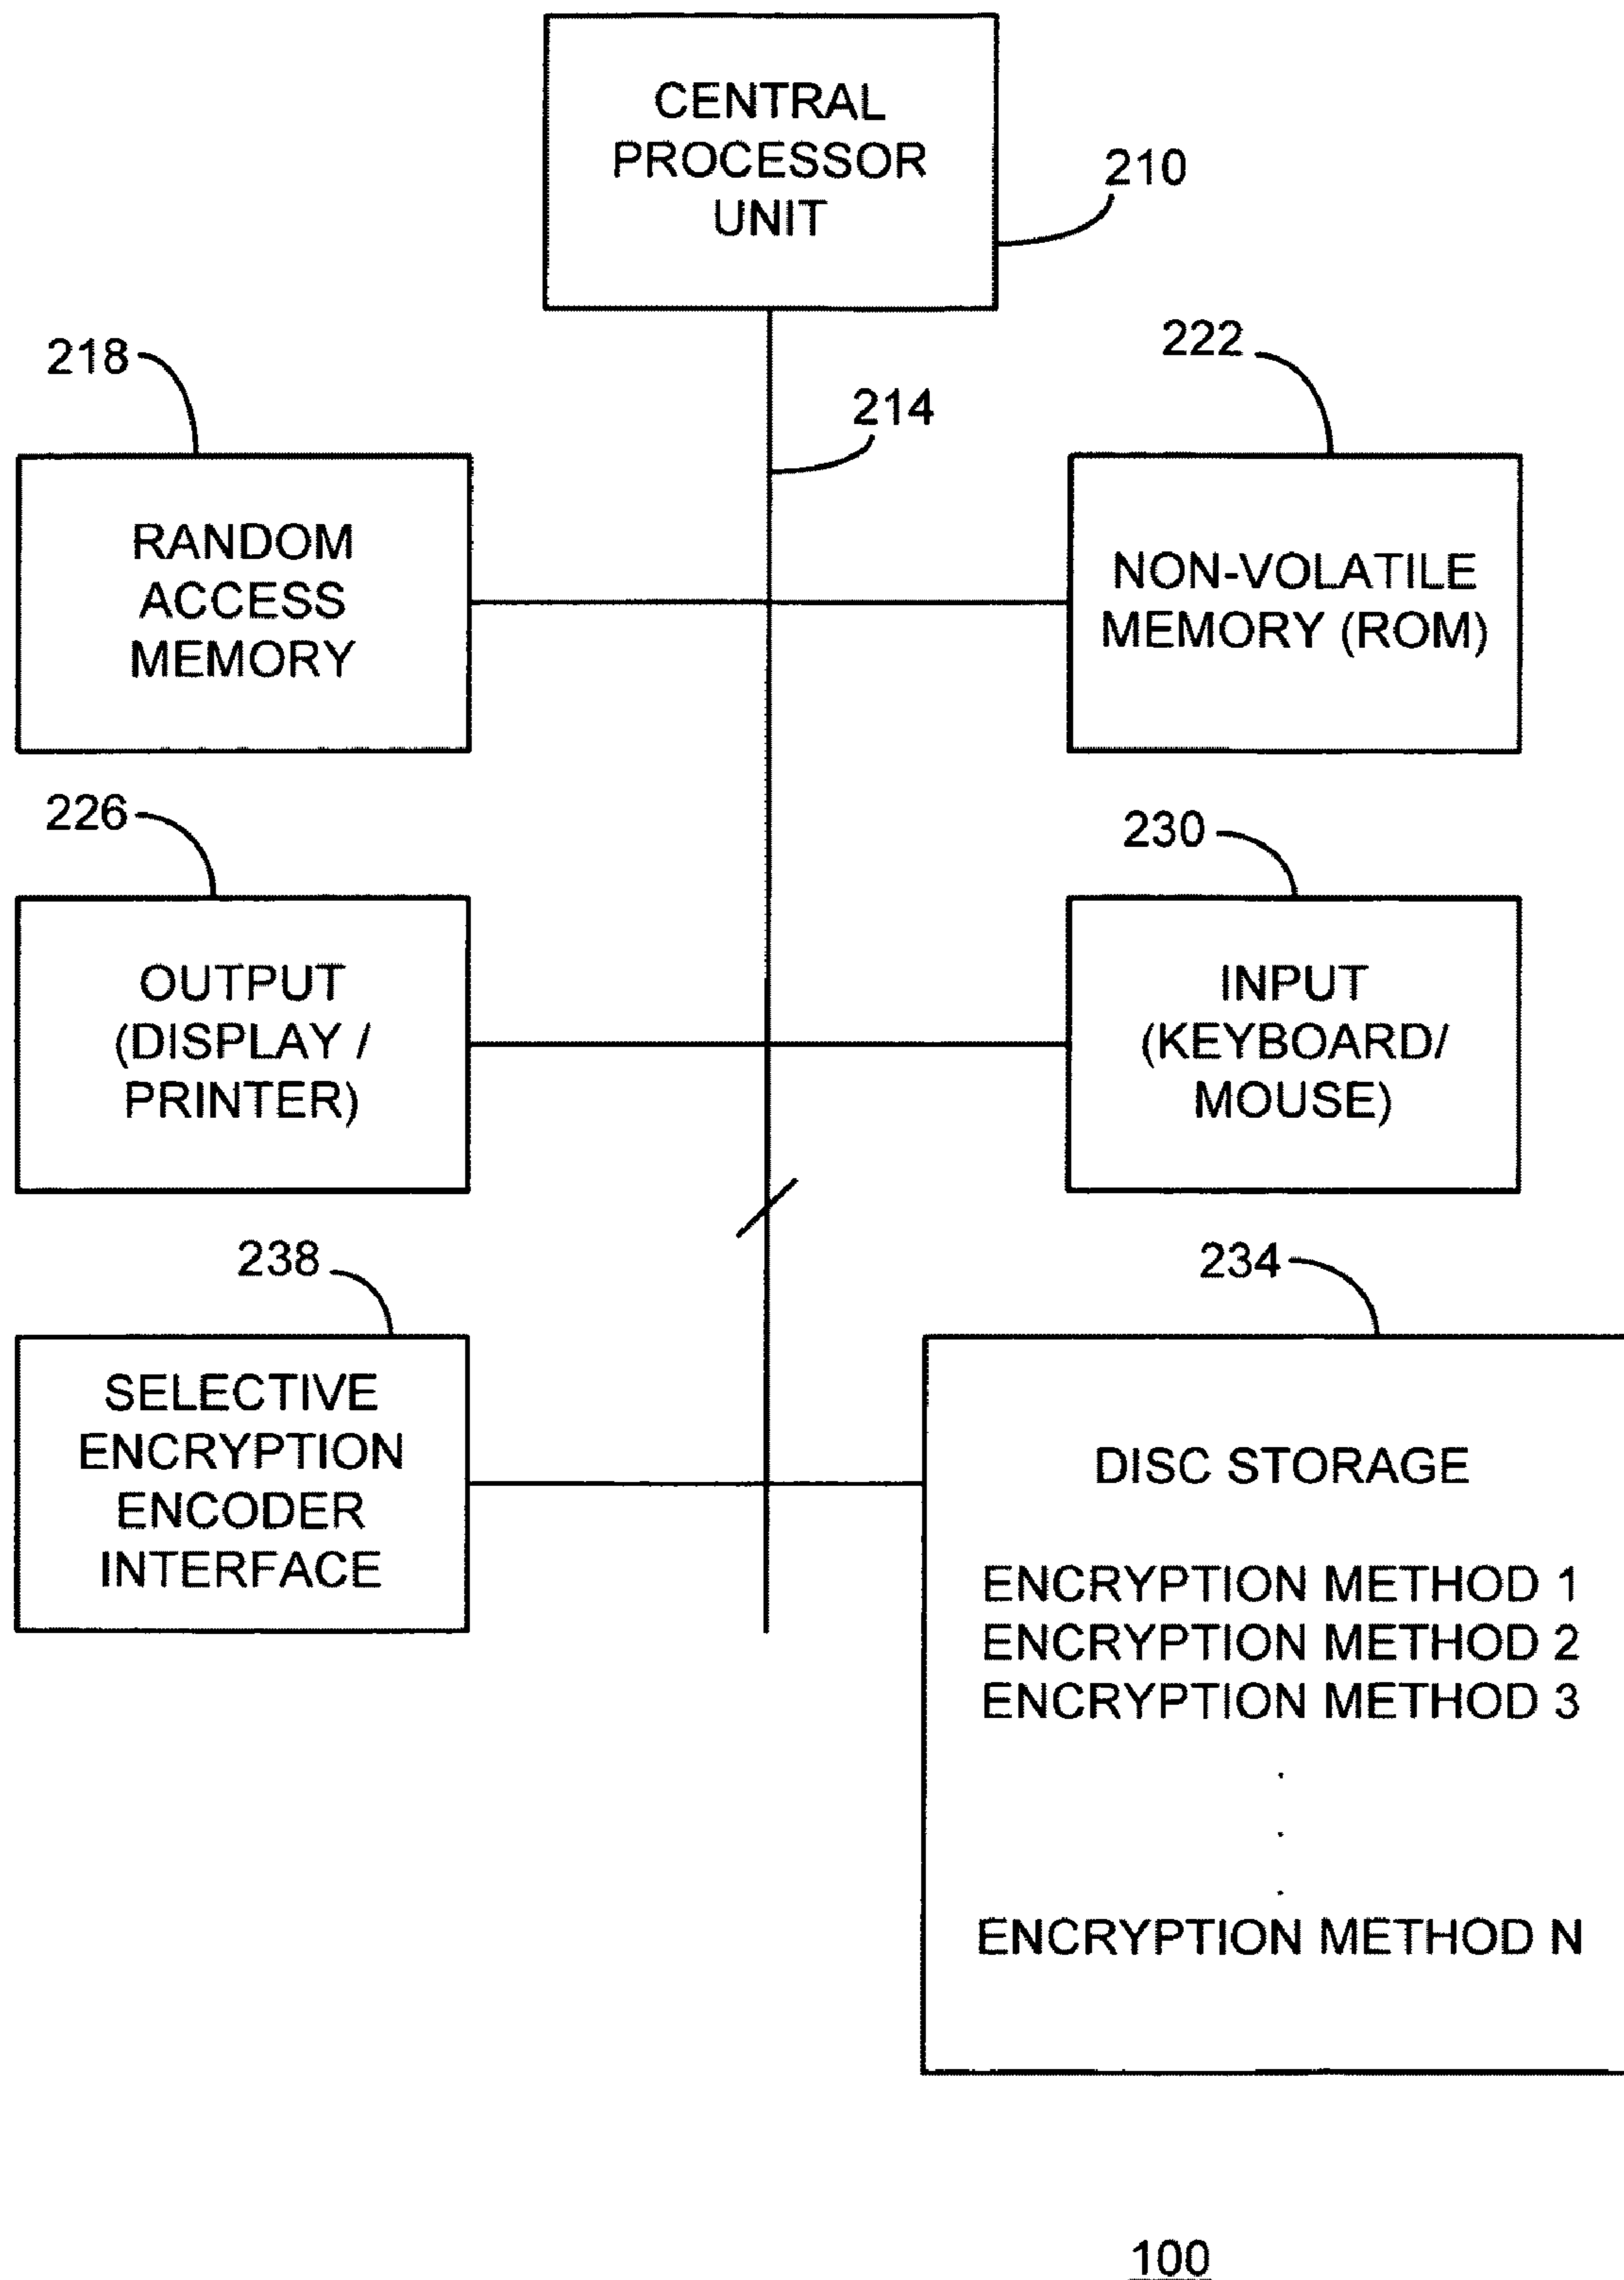 CENTRAL
PROCESSOR
UNIT
210
218
222
214
RANDOM
ACCESS
MEMORY
NON-VOLATILE
MEMORY (ROM)
226
230
OUTPUT
(DISPLAY /
PRINTER)
INPUT
(KEYBOARD/
MOUSE)
238
234
SELECTIVE
ENCRYPTION
ENCODER
INTERFACE
DISC STORAGE
ENCRYPTION METHOD 1
ENCRYPTION METHOD 2
ENCRYPTION METHOD 3
.
.
.
ENCRYPTION METHOD N
100